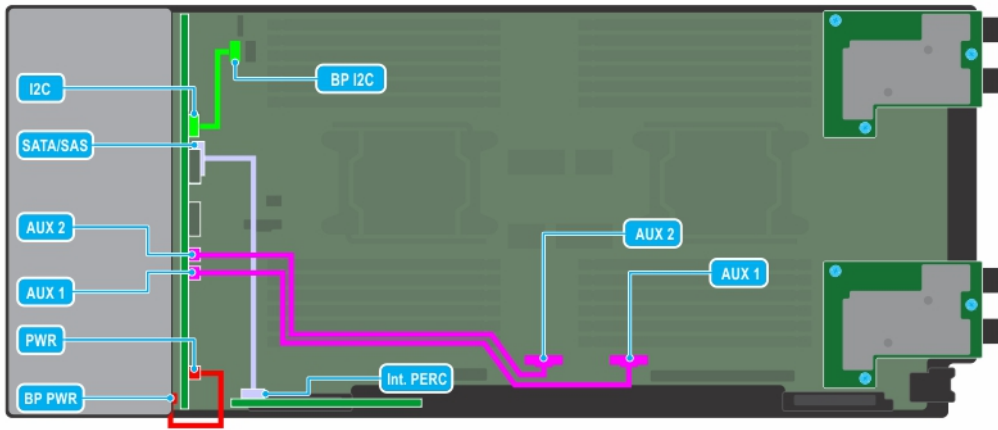 BP I2C
I2C
SATA/SAS
AUX 2
AUX 2
AUX 1
AUX 1
PWR
Int. PERC
BP PWR